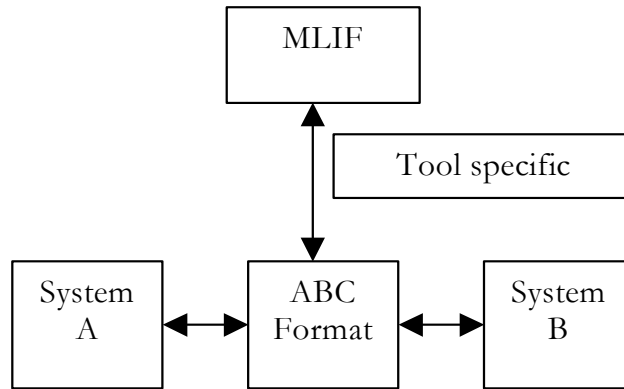 MLIF
Tool specific
System
A
ABC
Format
System
B